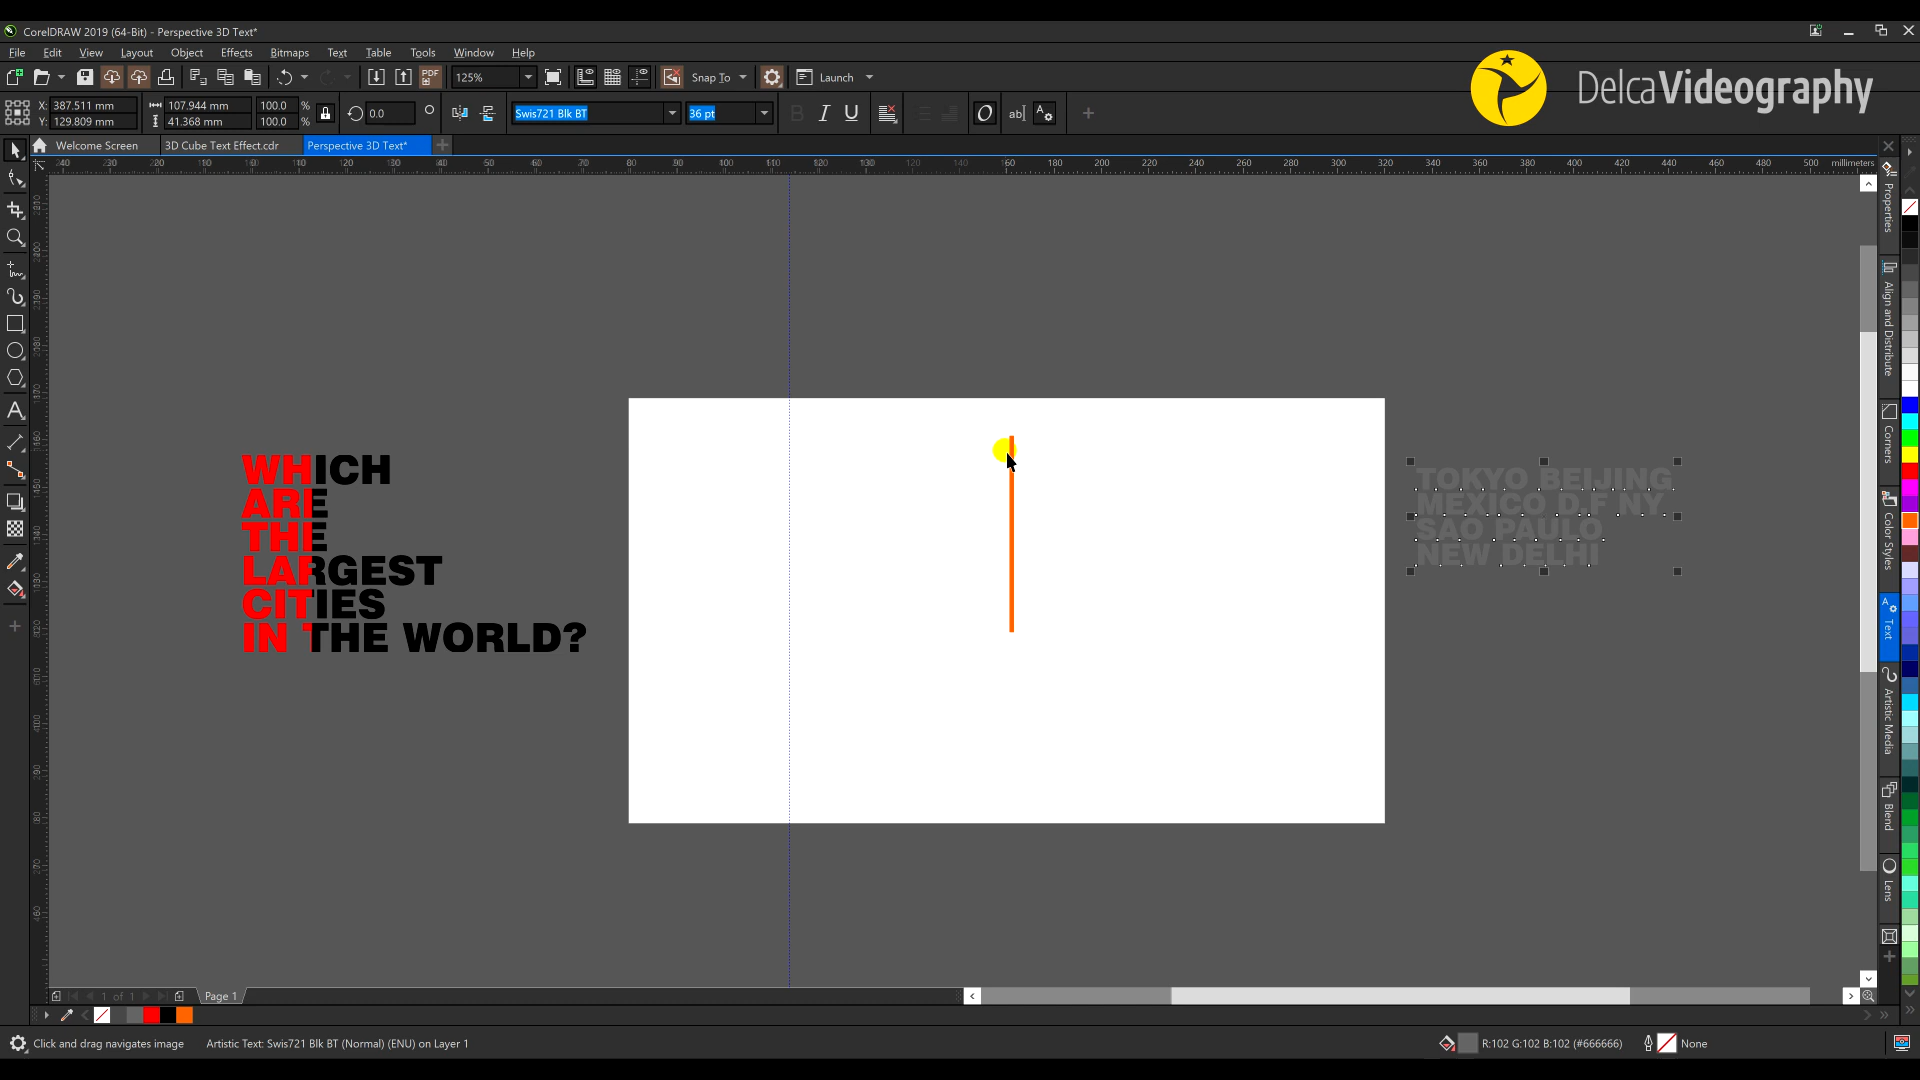 CorelDRAW 2019 (64-Bit) - Perspective 3D Text*
File Edit View Layout Object Effects Bitmaps Text Table Tools Window Help
125% PDF Snap To Launch
DelcaVideography
X: 387.511 mm 107.944 mm 100.0 %
Y: 129.809 mm 41.368 mm 100.0 %
0.0
Swis721 Blk BT 36 pt
Welcome Screen 3D Cube Text Effect.cdr Perspective 3D Text*
millimeters
WHICH
ARE
THE
LARGEST
CITIES
IN THE WORLD?
TOKYO BEIJING
MEXICO D.F NY
SAO PAULO
NEW DELHI
Properties
Align and Distribute
Corners
Color Styles
Text
Artistic Media
Blend
Lens
1 of 1 Page 1
Click and drag navigates image Artistic Text: Swis721 Blk BT (Normal) (ENU) on Layer 1 R:102 G:102 B:102 (#666666) None